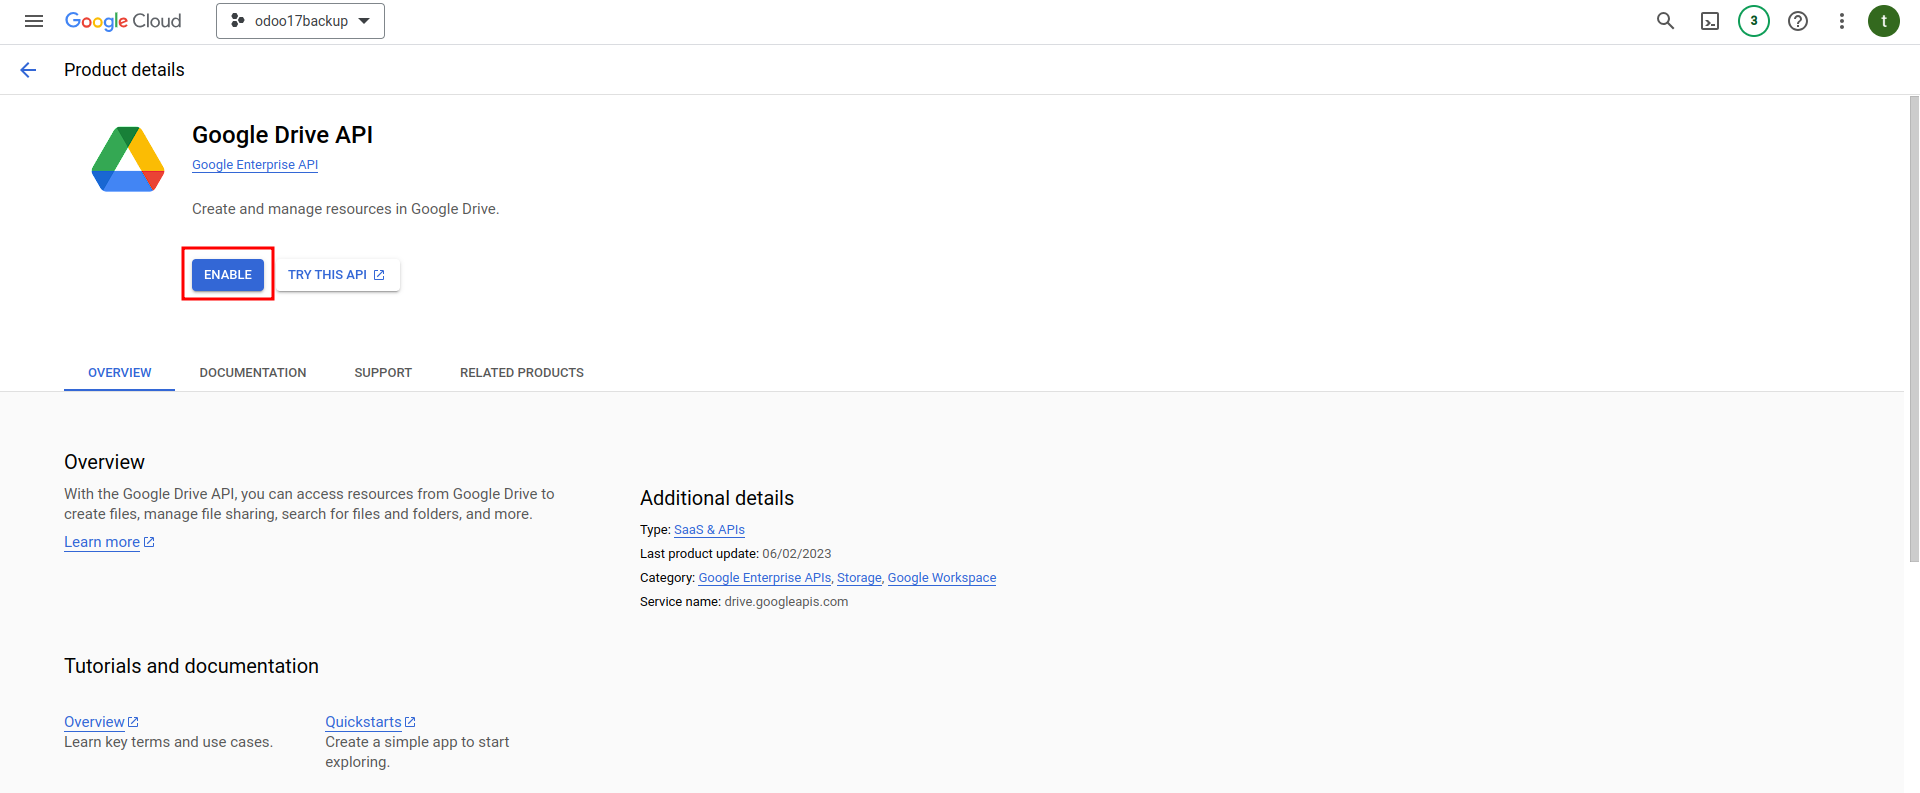 Google Cloud
odoo17backup
3
t
Product details
Google Drive API
Google Enterprise API
Create and manage resources in Google Drive.
ENABLE
TRY THIS API
OVERVIEW
DOCUMENTATION
SUPPORT
RELATED PRODUCTS
Overview
With the Google Drive API, you can access resources from Google Drive to
create files, manage file sharing, search for files and folders, and more.
Learn more
Additional details
Type: SaaS & APIs
Last product update: 06/02/2023
Category: Google Enterprise APIs, Storage, Google Workspace
Service name: drive.googleapis.com
Tutorials and documentation
Overview
Learn key terms and use cases.
Quickstarts
Create a simple app to start
exploring.